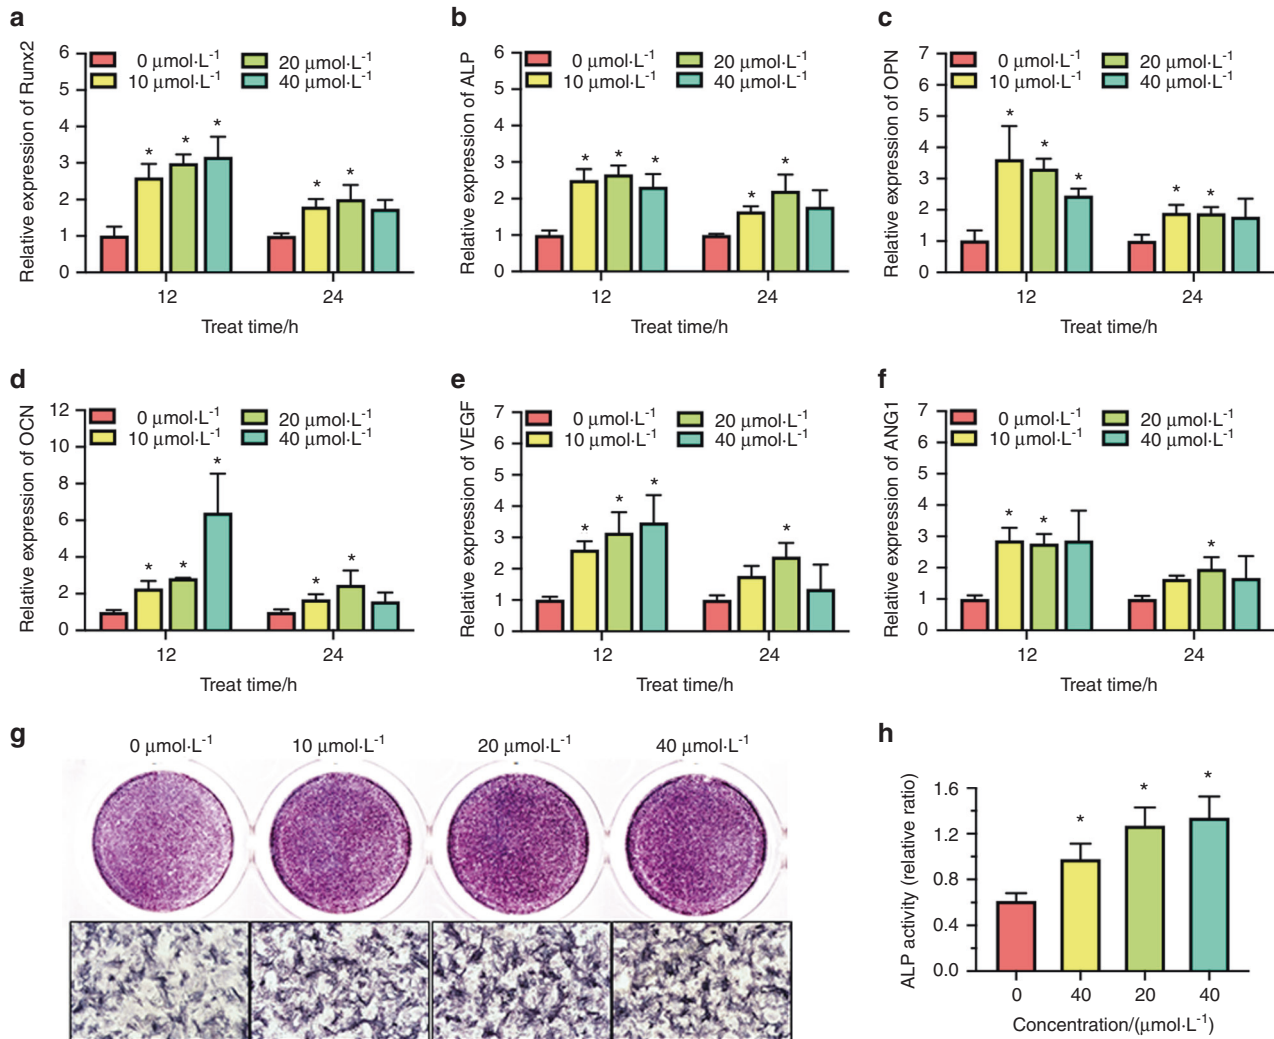 a
Relative expression of Runx2
0 μmol·L⁻¹ 20 μmol·L⁻¹
10 μmol·L⁻¹ 40 μmol·L⁻¹
6
5
4
3
2
1
0
* * * * *
12 24
Treat time/h
b
Relative expression of ALP
0 μmol·L⁻¹ 20 μmol·L⁻¹
10 μmol·L⁻¹ 40 μmol·L⁻¹
6
5
4
3
2
1
0
* * * * *
12 24
Treat time/h
c
Relative expression of OPN
0 μmol·L⁻¹ 20 μmol·L⁻¹
10 μmol·L⁻¹ 40 μmol·L⁻¹
7
6
5
4
3
2
1
0
* * * * *
12 24
Treat time/h
d
Relative expression of OCN
0 μmol·L⁻¹ 20 μmol·L⁻¹
10 μmol·L⁻¹ 40 μmol·L⁻¹
12
10
8
6
4
2
0
* * * * *
12 24
Treat time/h
e
Relative expression of VEGF
0 μmol·L⁻¹ 20 μmol·L⁻¹
10 μmol·L⁻¹ 40 μmol·L⁻¹
7
6
5
4
3
2
1
0
* * * *
12 24
Treat time/h
f
Relative expression of ANG1
0 μmol·L⁻¹ 20 μmol·L⁻¹
10 μmol·L⁻¹ 40 μmol·L⁻¹
7
6
5
4
3
2
1
0
* * *
12 24
Treat time/h
g
0 μmol·L⁻¹ 10 μmol·L⁻¹ 20 μmol·L⁻¹ 40 μmol·L⁻¹
h
ALP activity (relative ratio)
1.6
1.2
0.8
0.4
0.0
* * *
0 40 20 40
Concentration/(μmol·L⁻¹)